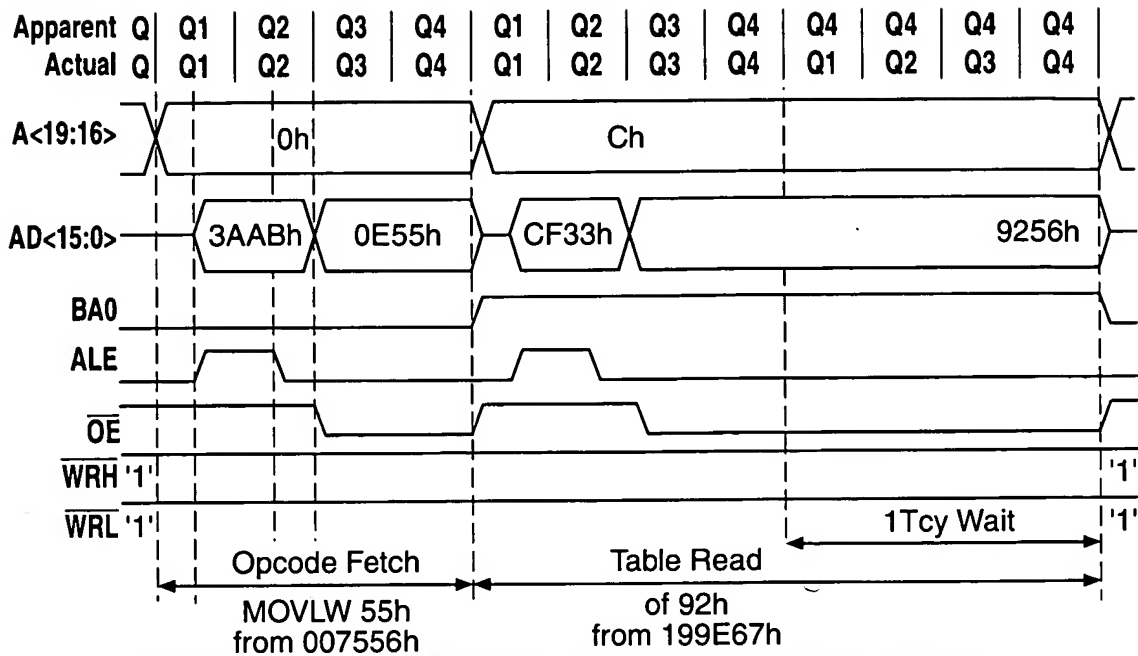 Apparent Q Q1 Q2 Q3 Q4 Q1 Q2 Q3 Q4 Q4 Q4 Q4 Q4
Actual Q Q1 Q2 Q3 Q4 Q1 Q2 Q3 Q4 Q1 Q2 Q3 Q4
A<19:16> 0h Ch
AD<15:0> 3AABh 0E55h CF33h 9256h
BA0
ALE
OE
WRH '1' '1'
WRL '1' '1'
1Tcy Wait
Opcode Fetch Table Read
MOVLW 55h of 92h
from 007556h from 199E67h